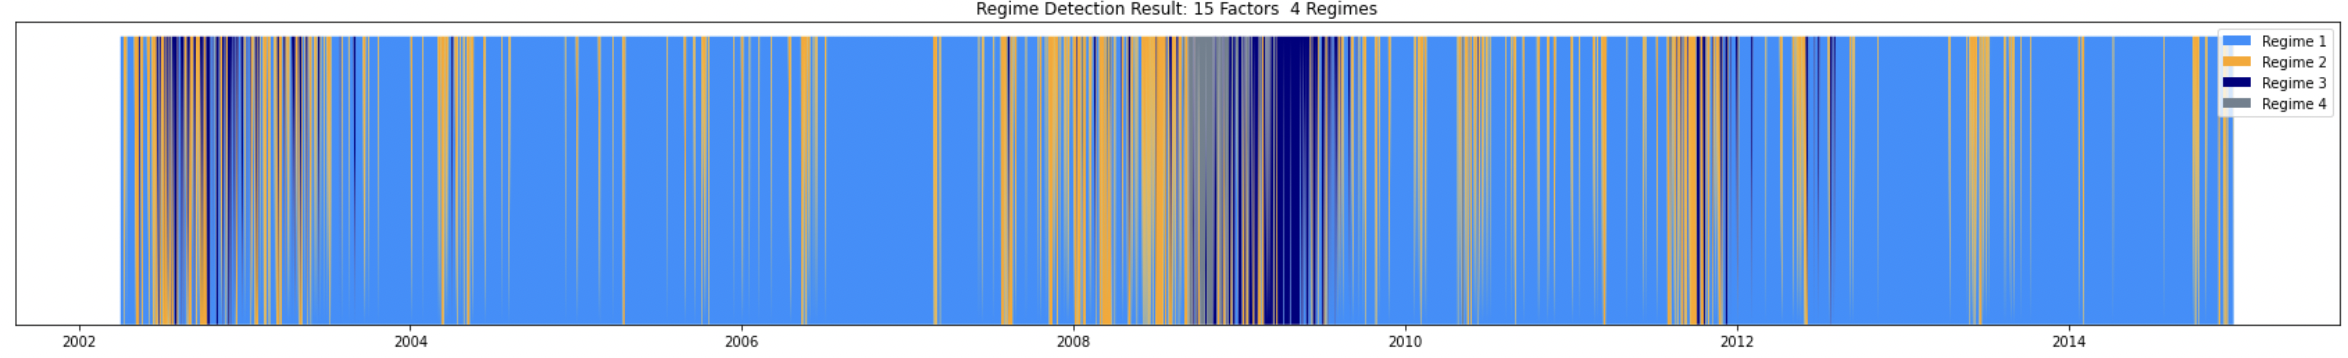 Regime Detection Result: 15 Factors  4 Regimes
Regime 1
Regime 2
Regime 3
Regime 4
2002 2004 2006 2008 2010 2012 2014